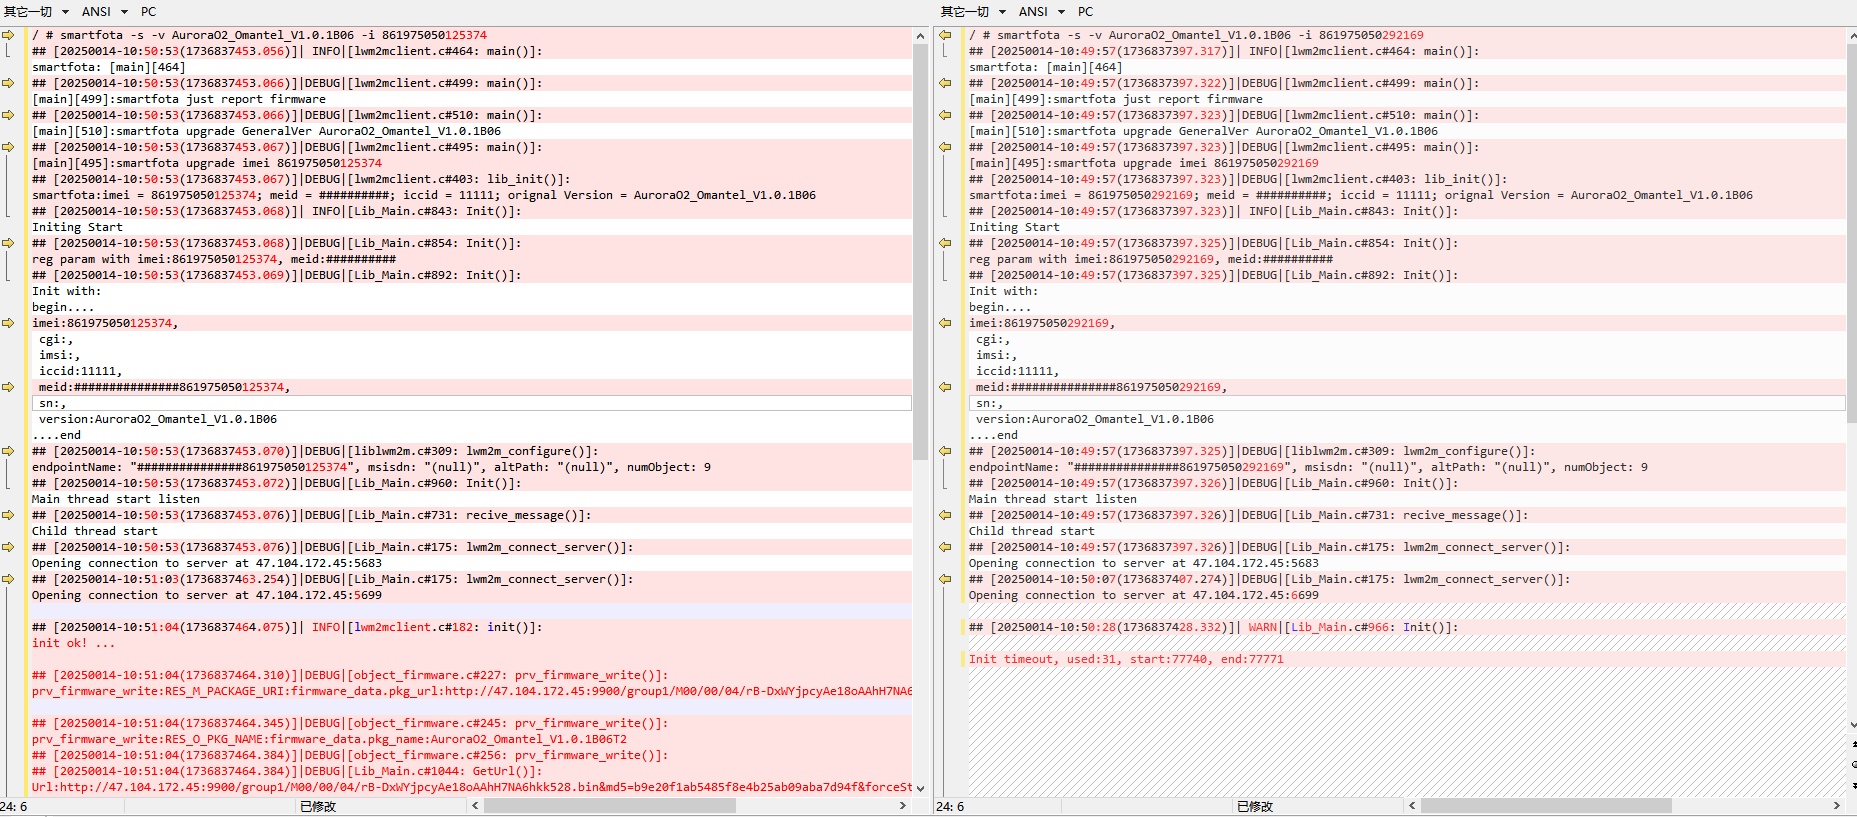 其它一切 ANSI PC
/ # smartfota -s -v AuroraO2_Omantel_V1.0.1B06 -i 861975050125374
## [20250014-10:50:53(1736837453.056)]| INFO|[lwm2mclient.c#464: main()]:
smartfota: [main][464]
## [20250014-10:50:53(1736837453.066)]|DEBUG|[lwm2mclient.c#499: main()]:
[main][499]:smartfota just report firmware
## [20250014-10:50:53(1736837453.066)]|DEBUG|[lwm2mclient.c#510: main()]:
[main][510]:smartfota upgrade GeneralVer AuroraO2_Omantel_V1.0.1B06
## [20250014-10:50:53(1736837453.067)]|DEBUG|[lwm2mclient.c#495: main()]:
[main][495]:smartfota upgrade imei 861975050125374
## [20250014-10:50:53(1736837453.067)]|DEBUG|[lwm2mclient.c#403: lib_init()]:
smartfota:imei = 861975050125374; meid = ##########; iccid = 11111; orignal Version = AuroraO2_Omantel_V1.0.1B06
## [20250014-10:50:53(1736837453.068)]| INFO|[Lib_Main.c#843: Init()]:
Initing Start
## [20250014-10:50:53(1736837453.068)]|DEBUG|[Lib_Main.c#854: Init()]:
reg param with imei:861975050125374, meid:##########
## [20250014-10:50:53(1736837453.069)]|DEBUG|[Lib_Main.c#892: Init()]:
Init with:
begin....
imei:861975050125374,
cgi:,
imsi:,
iccid:11111,
meid:###############861975050125374,
sn:,
version:AuroraO2_Omantel_V1.0.1B06
....end
## [20250014-10:50:53(1736837453.070)]|DEBUG|[liblwm2m.c#309: lwm2m_configure()]:
endpointName: "###############861975050125374", msisdn: "(null)", altPath: "(null)", numObject: 9
## [20250014-10:50:53(1736837453.072)]|DEBUG|[Lib_Main.c#960: Init()]:
Main thread start listen
## [20250014-10:50:53(1736837453.076)]|DEBUG|[Lib_Main.c#731: recive_message()]:
Child thread start
## [20250014-10:50:53(1736837453.076)]|DEBUG|[Lib_Main.c#175: lwm2m_connect_server()]:
Opening connection to server at 47.104.172.45:5683
## [20250014-10:51:03(1736837463.254)]|DEBUG|[Lib_Main.c#175: lwm2m_connect_server()]:
Opening connection to server at 47.104.172.45:5699
## [20250014-10:51:04(1736837464.075)]| INFO|[lwm2mclient.c#182: init()]:
init ok! ...
## [20250014-10:51:04(1736837464.310)]|DEBUG|[object_firmware.c#227: prv_firmware_write()]:
prv_firmware_write:RES_M_PACKAGE_URI:firmware_data.pkg_url:http://47.104.172.45:9900/group1/M00/00/04/rB-DxWYjpcyAe18oAAhH7NA6
## [20250014-10:51:04(1736837464.345)]|DEBUG|[object_firmware.c#245: prv_firmware_write()]:
prv_firmware_write:RES_O_PKG_NAME:firmware_data.pkg_name:AuroraO2_Omantel_V1.0.1B06T2
## [20250014-10:51:04(1736837464.384)]|DEBUG|[object_firmware.c#256: prv_firmware_write()]:
## [20250014-10:51:04(1736837464.384)]|DEBUG|[Lib_Main.c#1044: GetUrl()]:
Url:http://47.104.172.45:9900/group1/M00/00/04/rB-DxWYjpcyAe18oAAhH7NA6hkk528.bin&md5=b9e20f1ab5485f8e4b25ab09aba7d94f&forceSt
24: 6 已修改
其它一切 ANSI PC
/ # smartfota -s -v AuroraO2_Omantel_V1.0.1B06 -i 861975050292169
## [20250014-10:49:57(1736837397.317)]| INFO|[lwm2mclient.c#464: main()]:
smartfota: [main][464]
## [20250014-10:49:57(1736837397.322)]|DEBUG|[lwm2mclient.c#499: main()]:
[main][499]:smartfota just report firmware
## [20250014-10:49:57(1736837397.323)]|DEBUG|[lwm2mclient.c#510: main()]:
[main][510]:smartfota upgrade GeneralVer AuroraO2_Omantel_V1.0.1B06
## [20250014-10:49:57(1736837397.323)]|DEBUG|[lwm2mclient.c#495: main()]:
[main][495]:smartfota upgrade imei 861975050292169
## [20250014-10:49:57(1736837397.323)]|DEBUG|[lwm2mclient.c#403: lib_init()]:
smartfota:imei = 861975050292169; meid = ##########; iccid = 11111; orignal Version = AuroraO2_Omantel_V1.0.1B06
## [20250014-10:49:57(1736837397.323)]| INFO|[Lib_Main.c#843: Init()]:
Initing Start
## [20250014-10:49:57(1736837397.325)]|DEBUG|[Lib_Main.c#854: Init()]:
reg param with imei:861975050292169, meid:##########
## [20250014-10:49:57(1736837397.325)]|DEBUG|[Lib_Main.c#892: Init()]:
Init with:
begin....
imei:861975050292169,
cgi:,
imsi:,
iccid:11111,
meid:###############861975050292169,
sn:,
version:AuroraO2_Omantel_V1.0.1B06
....end
## [20250014-10:49:57(1736837397.325)]|DEBUG|[liblwm2m.c#309: lwm2m_configure()]:
endpointName: "###############861975050292169", msisdn: "(null)", altPath: "(null)", numObject: 9
## [20250014-10:49:57(1736837397.326)]|DEBUG|[Lib_Main.c#960: Init()]:
Main thread start listen
## [20250014-10:49:57(1736837397.326)]|DEBUG|[Lib_Main.c#731: recive_message()]:
Child thread start
## [20250014-10:49:57(1736837397.326)]|DEBUG|[Lib_Main.c#175: lwm2m_connect_server()]:
Opening connection to server at 47.104.172.45:5683
## [20250014-10:50:07(1736837407.274)]|DEBUG|[Lib_Main.c#175: lwm2m_connect_server()]:
Opening connection to server at 47.104.172.45:6699
## [20250014-10:50:28(1736837428.332)]| WARN|[Lib_Main.c#966: Init()]:
Init timeout, used:31, start:77740, end:77771
24: 6 已修改